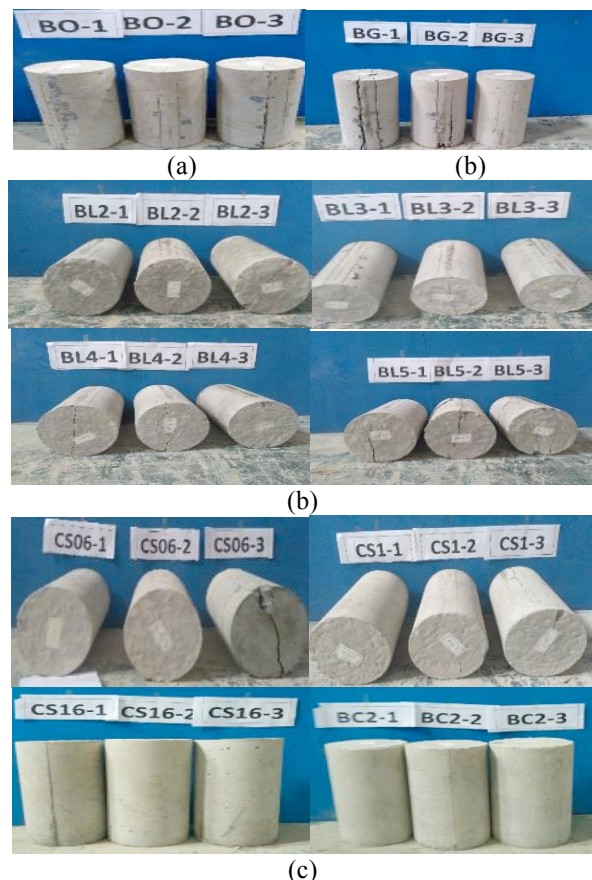 BO-1 BO-2 BO-3
BG-1 BG-2 BG-3
(a)
(b)
BL2-1 BL2-2 BL2-3
BL3-1 BL3-2 BL3-3
BL4-1 BL4-2 BL4-3
BL5-1 BL5-2 BL5-3
(b)
CS06-1 CS06-2 CS06-3
CS1-1 CS1-2 CS1-3
CS16-1 CS16-2 CS16-3
BC2-1 BC2-2 BC2-3
(c)